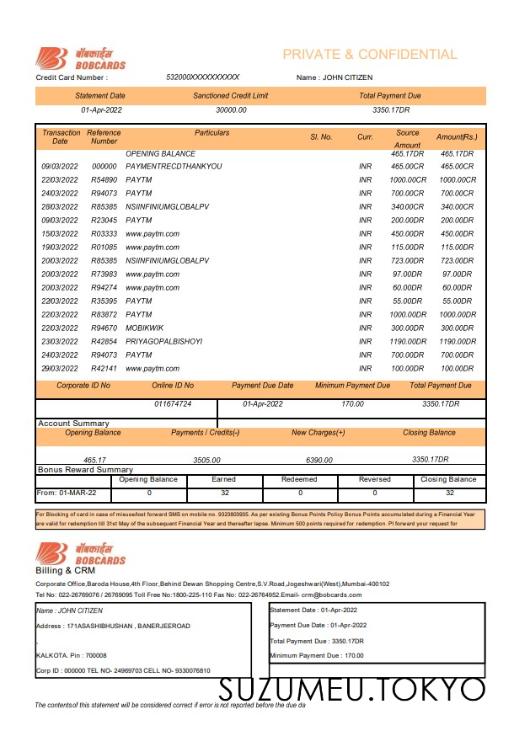 बॉबकार्ड्स
BOBCARDS
PRIVATE & CONFIDENTIAL
Credit Card Number : 532000XXXXXXXXXX Name : JOHN CITIZEN
Statement Date Sanctioned Credit Limit Total Payment Due
01-Apr-2022 30000.00 3350.17DR
Transaction Date Reference Number Particulars Sl. No. Curr. Source Amount Amount(Rs.)
OPENING BALANCE 465.17DR 465.17DR
09/03/2022 000000 PAYMENTRECDTHANKYOU INR 465.00CR 465.00CR
22/03/2022 R54890 PAYTM INR 1000.00CR 1000.00CR
24/03/2022 R94073 PAYTM INR 700.00CR 700.00CR
28/03/2022 R85385 NSIINFINIUMGLOBALPV INR 340.00CR 340.00CR
09/03/2022 R23045 PAYTM INR 200.00DR 200.00DR
15/03/2022 R03333 www.paytm.com INR 450.00DR 450.00DR
19/03/2022 R01085 www.paytm.com INR 115.00DR 115.00DR
20/03/2022 R85385 NSIINFINIUMGLOBALPV INR 723.00DR 723.00DR
20/03/2022 R73983 www.paytm.com INR 97.00DR 97.00DR
20/03/2022 R94274 www.paytm.com INR 60.00DR 60.00DR
22/03/2022 R35395 PAYTM INR 55.00DR 55.00DR
22/03/2022 R83872 PAYTM INR 1000.00DR 1000.00DR
22/03/2022 R94670 MOBIKWIK INR 300.00DR 300.00DR
23/03/2022 R42854 PRIYAGOPALBISHOYI INR 1190.00DR 1190.00DR
24/03/2022 R94073 PAYTM INR 700.00DR 700.00DR
29/03/2022 R42141 www.paytm.com INR 100.00DR 100.00DR
Corporate ID No Online ID No Payment Due Date Minimum Payment Due Total Payment Due
011674724 01-Apr-2022 170.00 3350.17DR
Account Summary
Opening Balance Payments / Credits(-) New Charges(+) Closing Balance
465.17 3505.00 6390.00 3350.17DR
Bonus Reward Summary
Opening Balance Earned Redeemed Reversed Closing Balance
From: 01-MAR-22 0 32 0 0 32
For Blocking of card in case of misuse/lost forward SMS on mobile no. 9223809995. As per existing Bonus Points Policy Bonus Points accumulated during a Financial Year
are valid for redemption till 31st May of the subsequent Financial Year and thereafter lapse. Minimum 500 points required for redemption. Pl forward your request for
बॉबकार्ड्स
BOBCARDS
Billing & CRM
Corporate Office,Baroda House,4th Floor,Behind Dewan Shopping Centre,S.V.Road,Jogeshwari(West),Mumbai-400102
Tel No: 022-26769076 / 26769095 Toll Free No:1800-225-110 Fax No: 022-26764952.Email- crm@bobcards.com
Name : JOHN CITIZEN
Address : 171ASASHIBHUSHAN , BANERJEEROAD
,
KALKOTA. Pin : 700008
Corp ID : 000000 TEL NO- 24969703 CELL NO- 9330076810
Statement Date : 01-Apr-2022
Payment Due Date : 01-Apr-2022
Total Payment Due : 3350.17DR
Minimum Payment Due : 170.00
SUZUMEU.TOKYO
The contentsof this statement will be considered correct if error is not reported before the due da